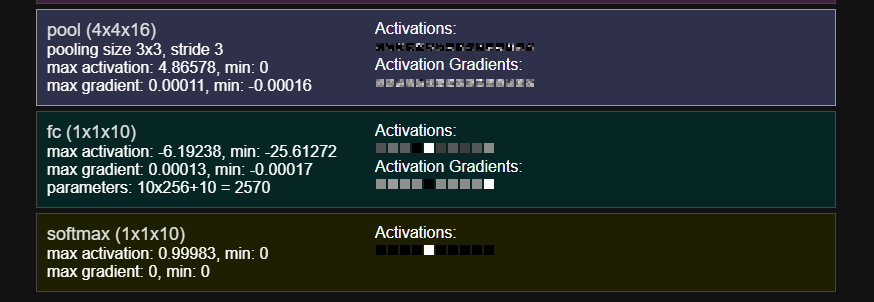 pool (4x4x16)
pooling size 3x3, stride 3
max activation: 4.86578, min: 0
max gradient: 0.00011, min: -0.00016
Activations:
Activation Gradients:
fc (1x1x10)
max activation: -6.19238, min: -25.61272
max gradient: 0.00013, min: -0.00017
parameters: 10x256+10 = 2570
Activations:
Activation Gradients:
softmax (1x1x10)
max activation: 0.99983, min: 0
max gradient: 0, min: 0
Activations: